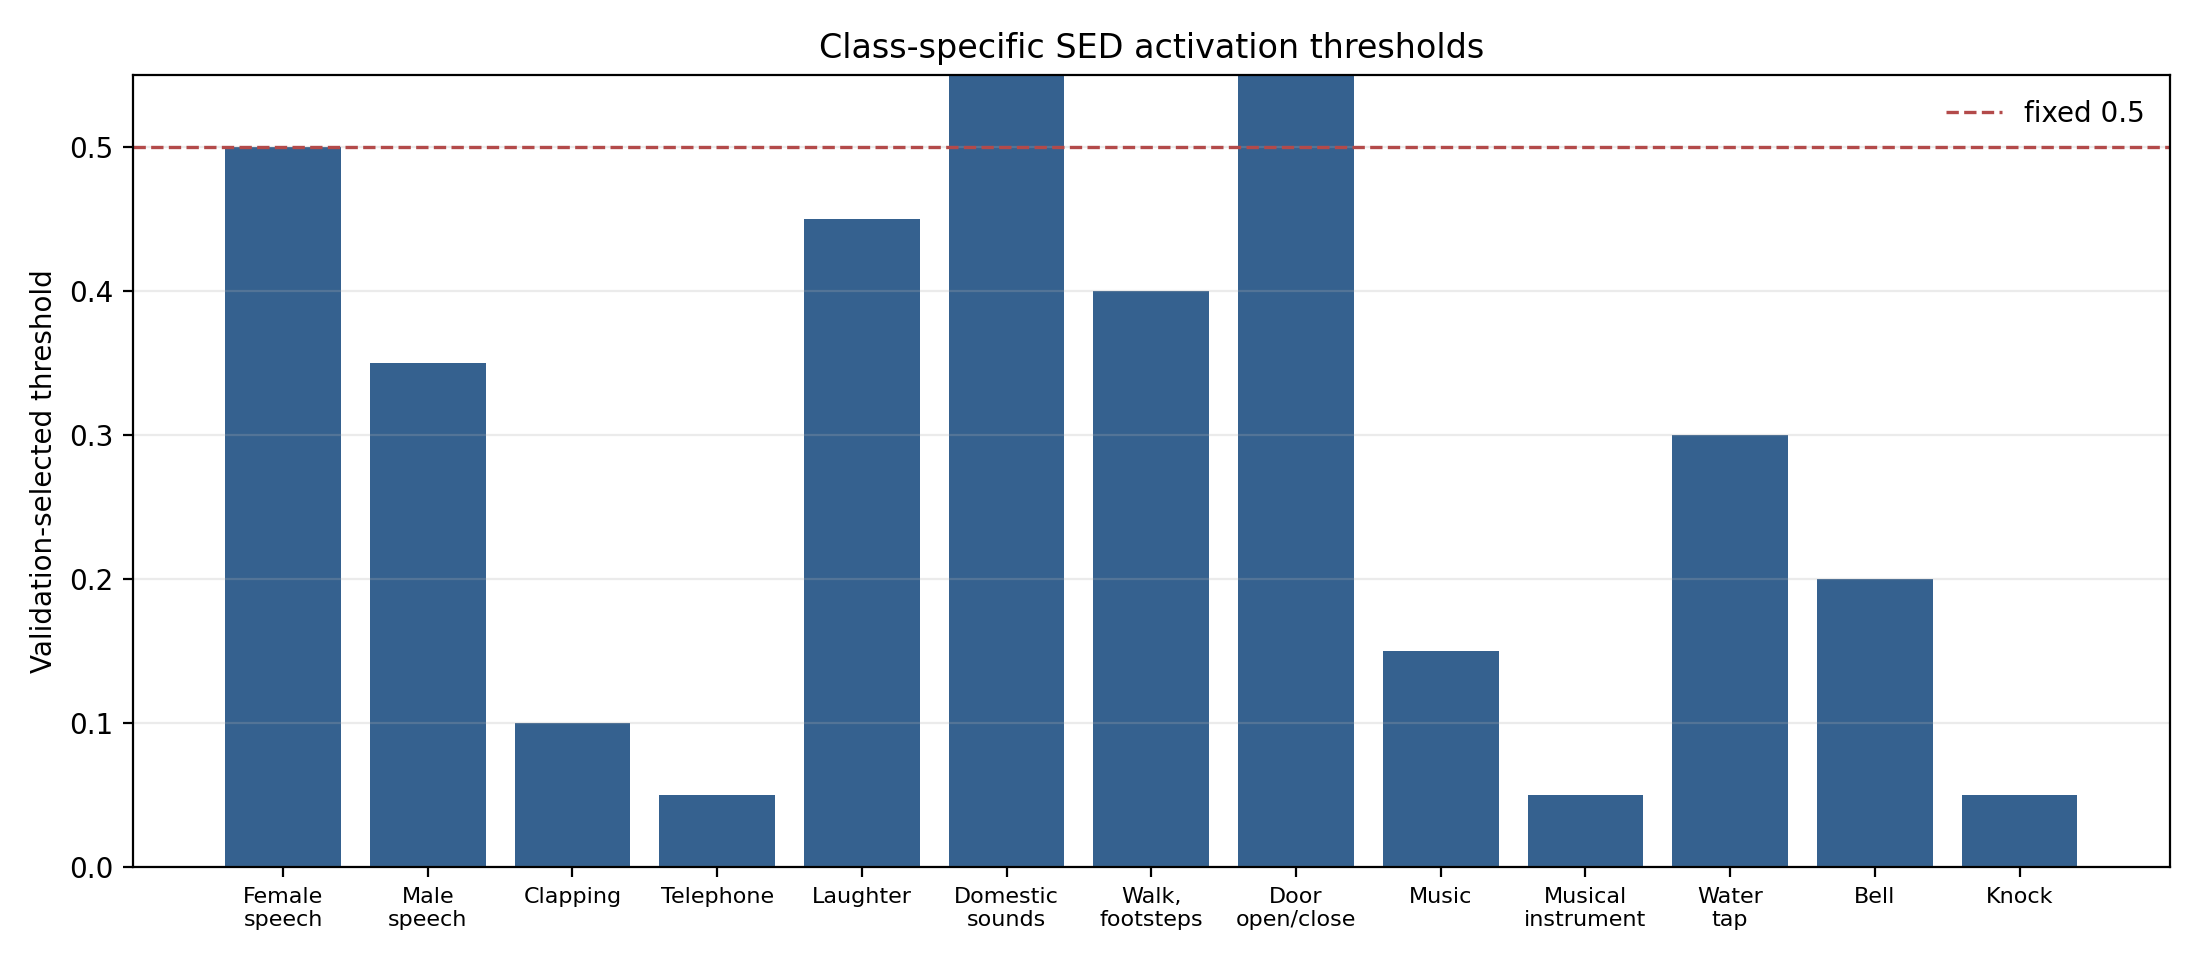 Class-specific SED activation thresholds
fixed 0.5
Validation-selected threshold
0.5
0.4
0.3
0.2
0.1
0.0
Female
speech
Male
speech
Clapping
Telephone
Laughter
Domestic
sounds
Walk,
footsteps
Door
open/close
Music
Musical
instrument
Water
tap
Bell
Knock